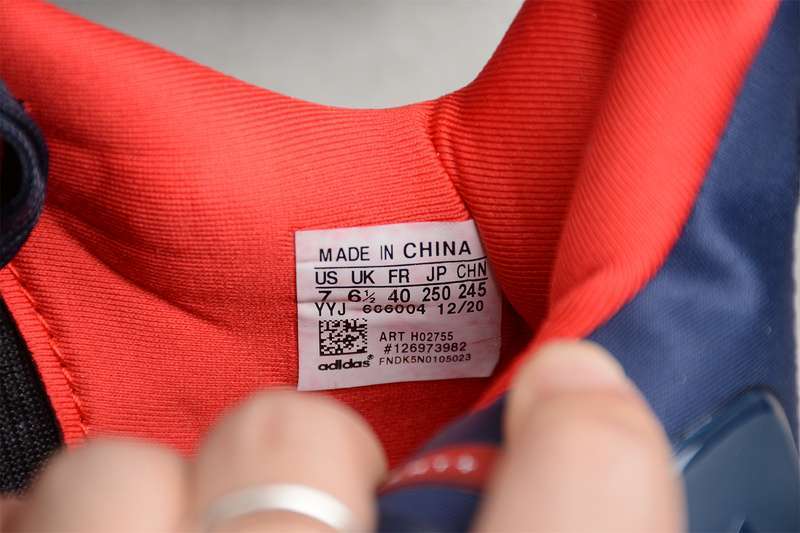 MADE IN CHINA
US UK FR JP CHN
7 6½ 40 250 245
YYJ 606004 12/20
ART H02755
#126973982
adidas® FNDK5N0105023